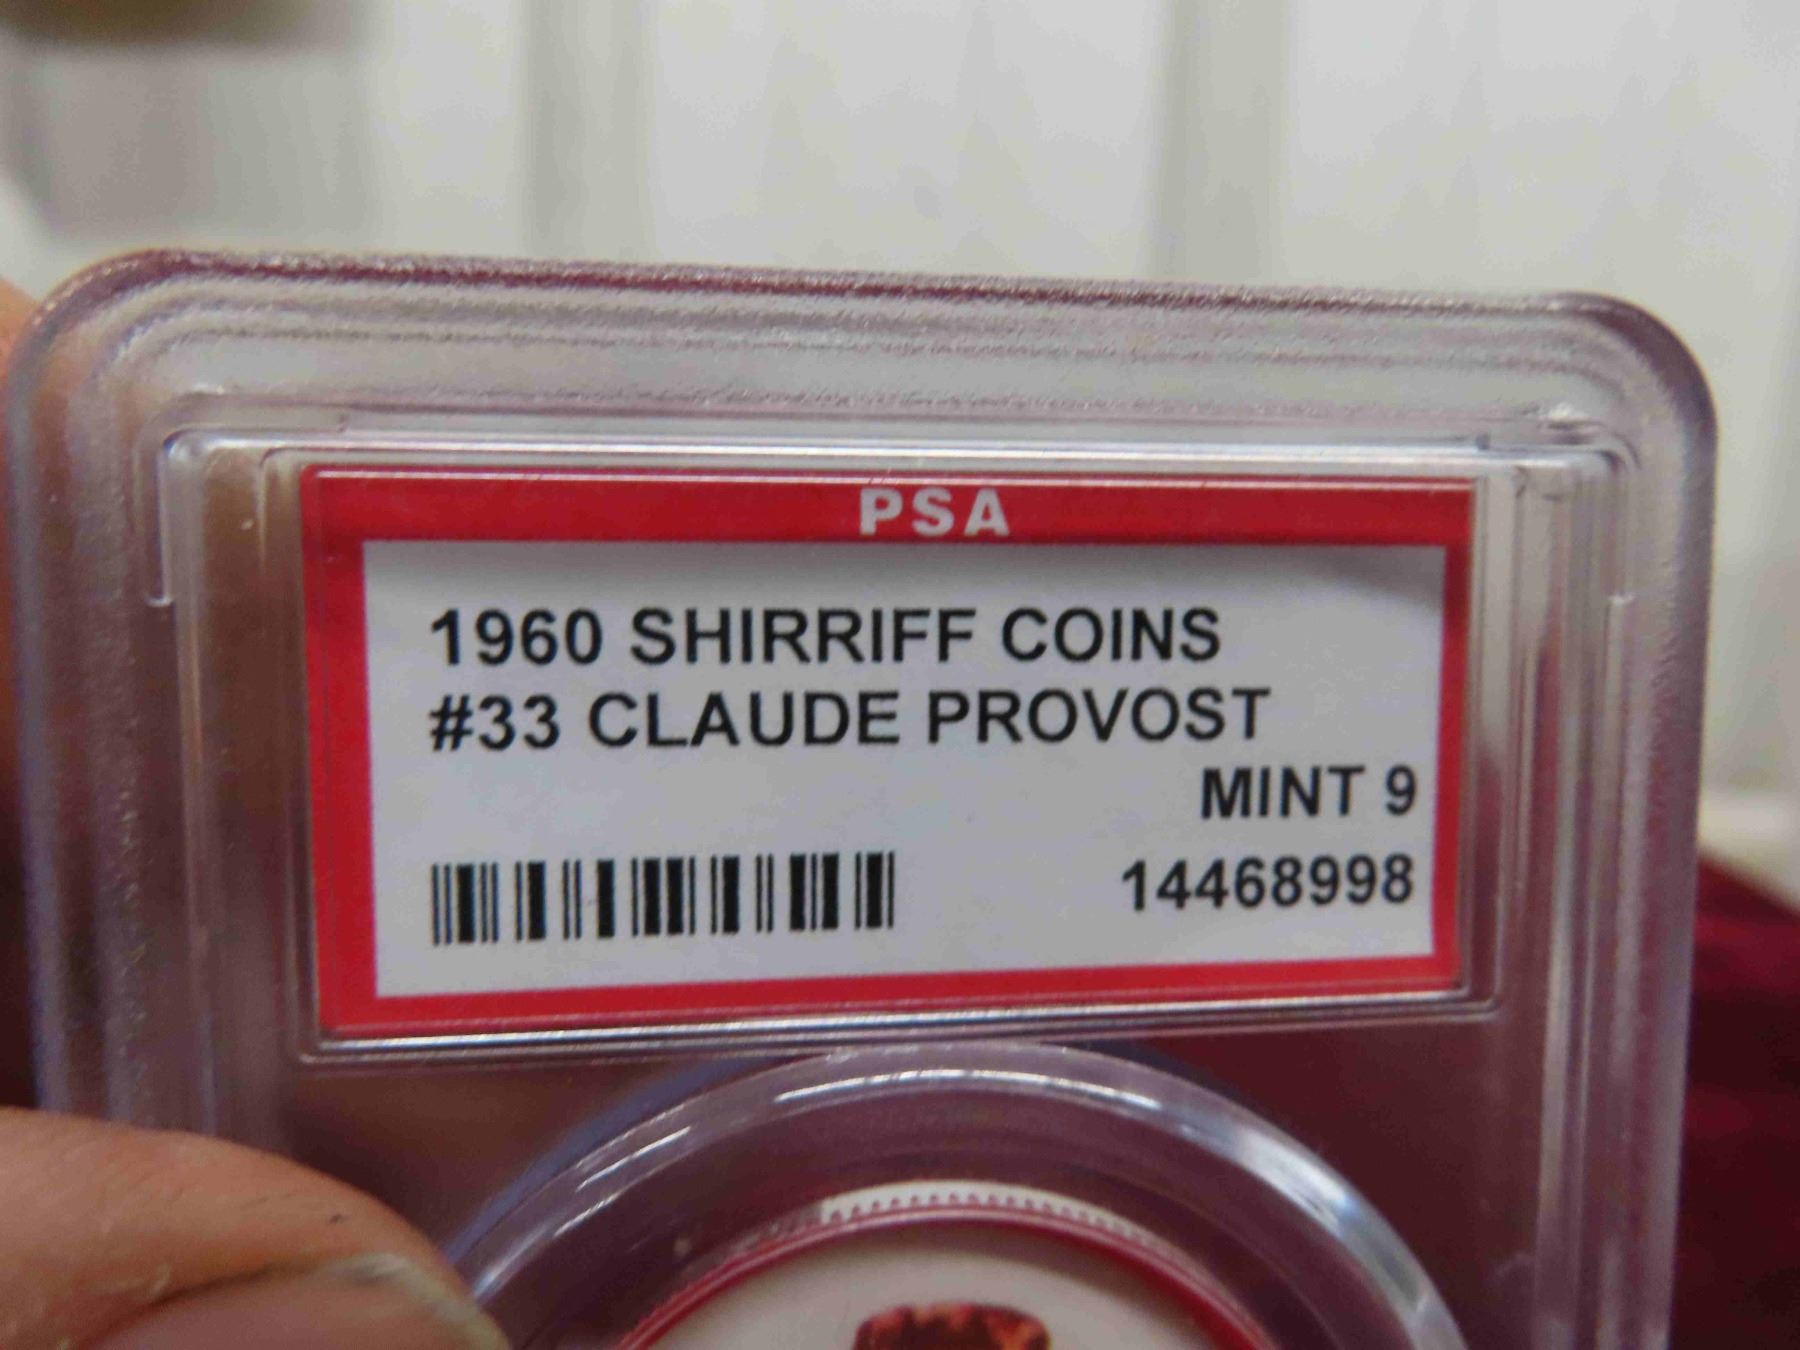 PSA
1960 SHIRRIFF COINS
#33 CLAUDE PROVOST
MINT 9
14468998